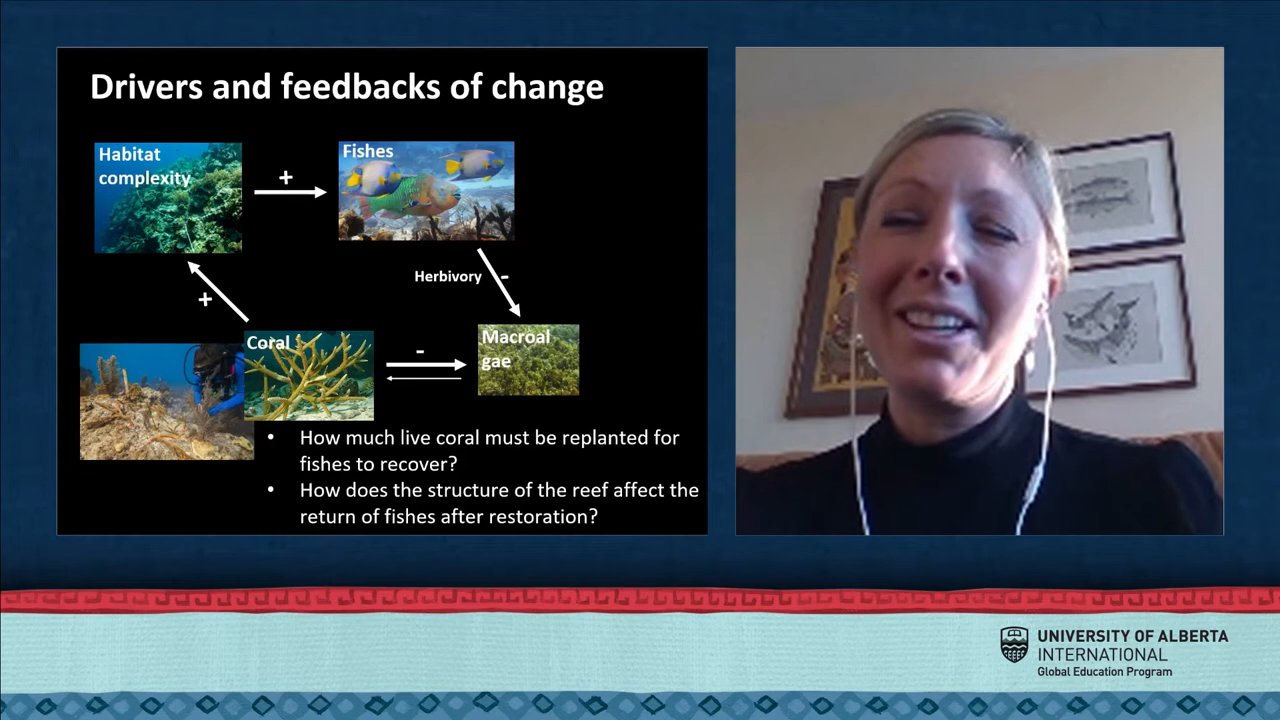 Drivers and feedbacks of change
Habitat
complexity
+
Fishes
Herbivory
-
+
Coral
-
Macroal
gae
• How much live coral must be replanted for
fishes to recover?
• How does the structure of the reef affect the
return of fishes after restoration?
UNIVERSITY OF ALBERTA
INTERNATIONAL
Global Education Program